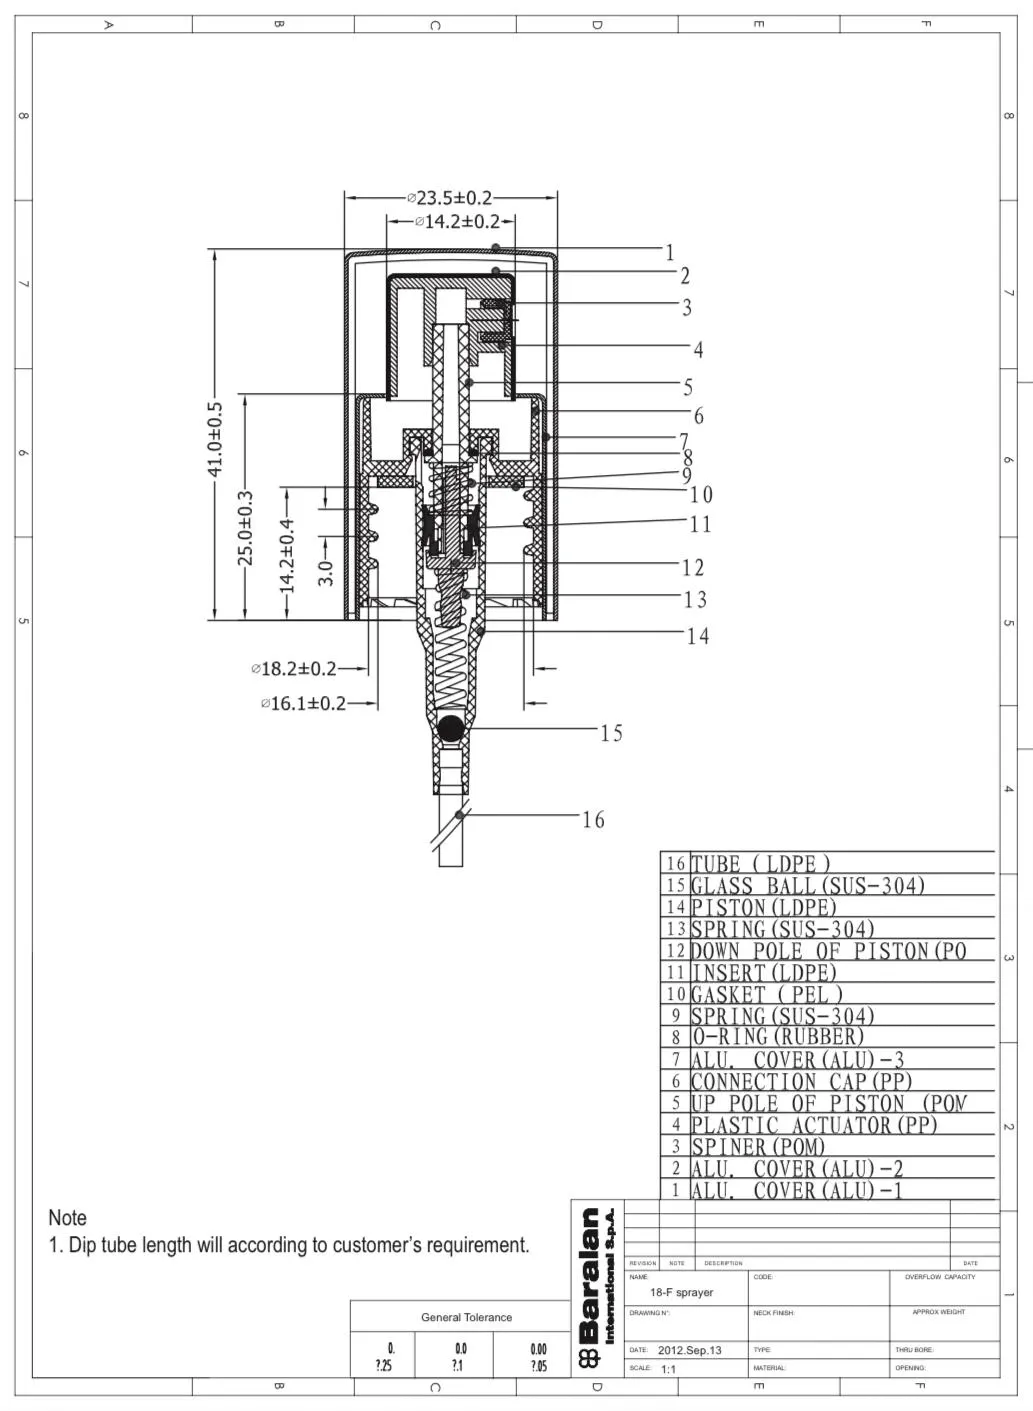 A B C D E F
8 8
⌀23.5±0.2
⌀14.2±0.2
1
2
7 7
3
4
5
6
41.0±0.5
7
6 6
8
9
10
25.0±0.3
14.2±0.4
3.0
11
12
13
5 5
14
⌀18.2±0.2
⌀16.1±0.2
15
4
16
16 TUBE ( LDPE )
15 GLASS BALL(SUS-304)
14 PISTON(LDPE)
13 SPRING(SUS-304)
12 DOWN POLE OF PISTON(PO
3
11 INSERT(LDPE)
10 GASKET ( PEL )
9 SPRING(SUS-304)
8 O-RING(RUBBER)
7 ALU. COVER(ALU)-3
6 CONNECTION CAP(PP)
5 UP POLE OF PISTON (POM
4 PLASTIC ACTUATOR(PP)
2
3 SPINER(POM)
2 ALU. COVER(ALU)-2
1 ALU. COVER(ALU)-1
Note
1. Dip tube length will according to customer's requirement.
Baralan
International S.p.A.
REVISION NOTE DESCRIPTION DATE
NAME: CODE: OVERFLOW CAPACITY
18-F sprayer
1
DRAWING N°: NECK FINISH: APPROX WEIGHT
General Tolerance
0. 0.0 0.00
?.25 ?.1 ?.05
DATE: 2012.Sep.13 TYPE: THRU BORE:
SCALE: 1:1 MATERIAL: OPENING:
B C D E F